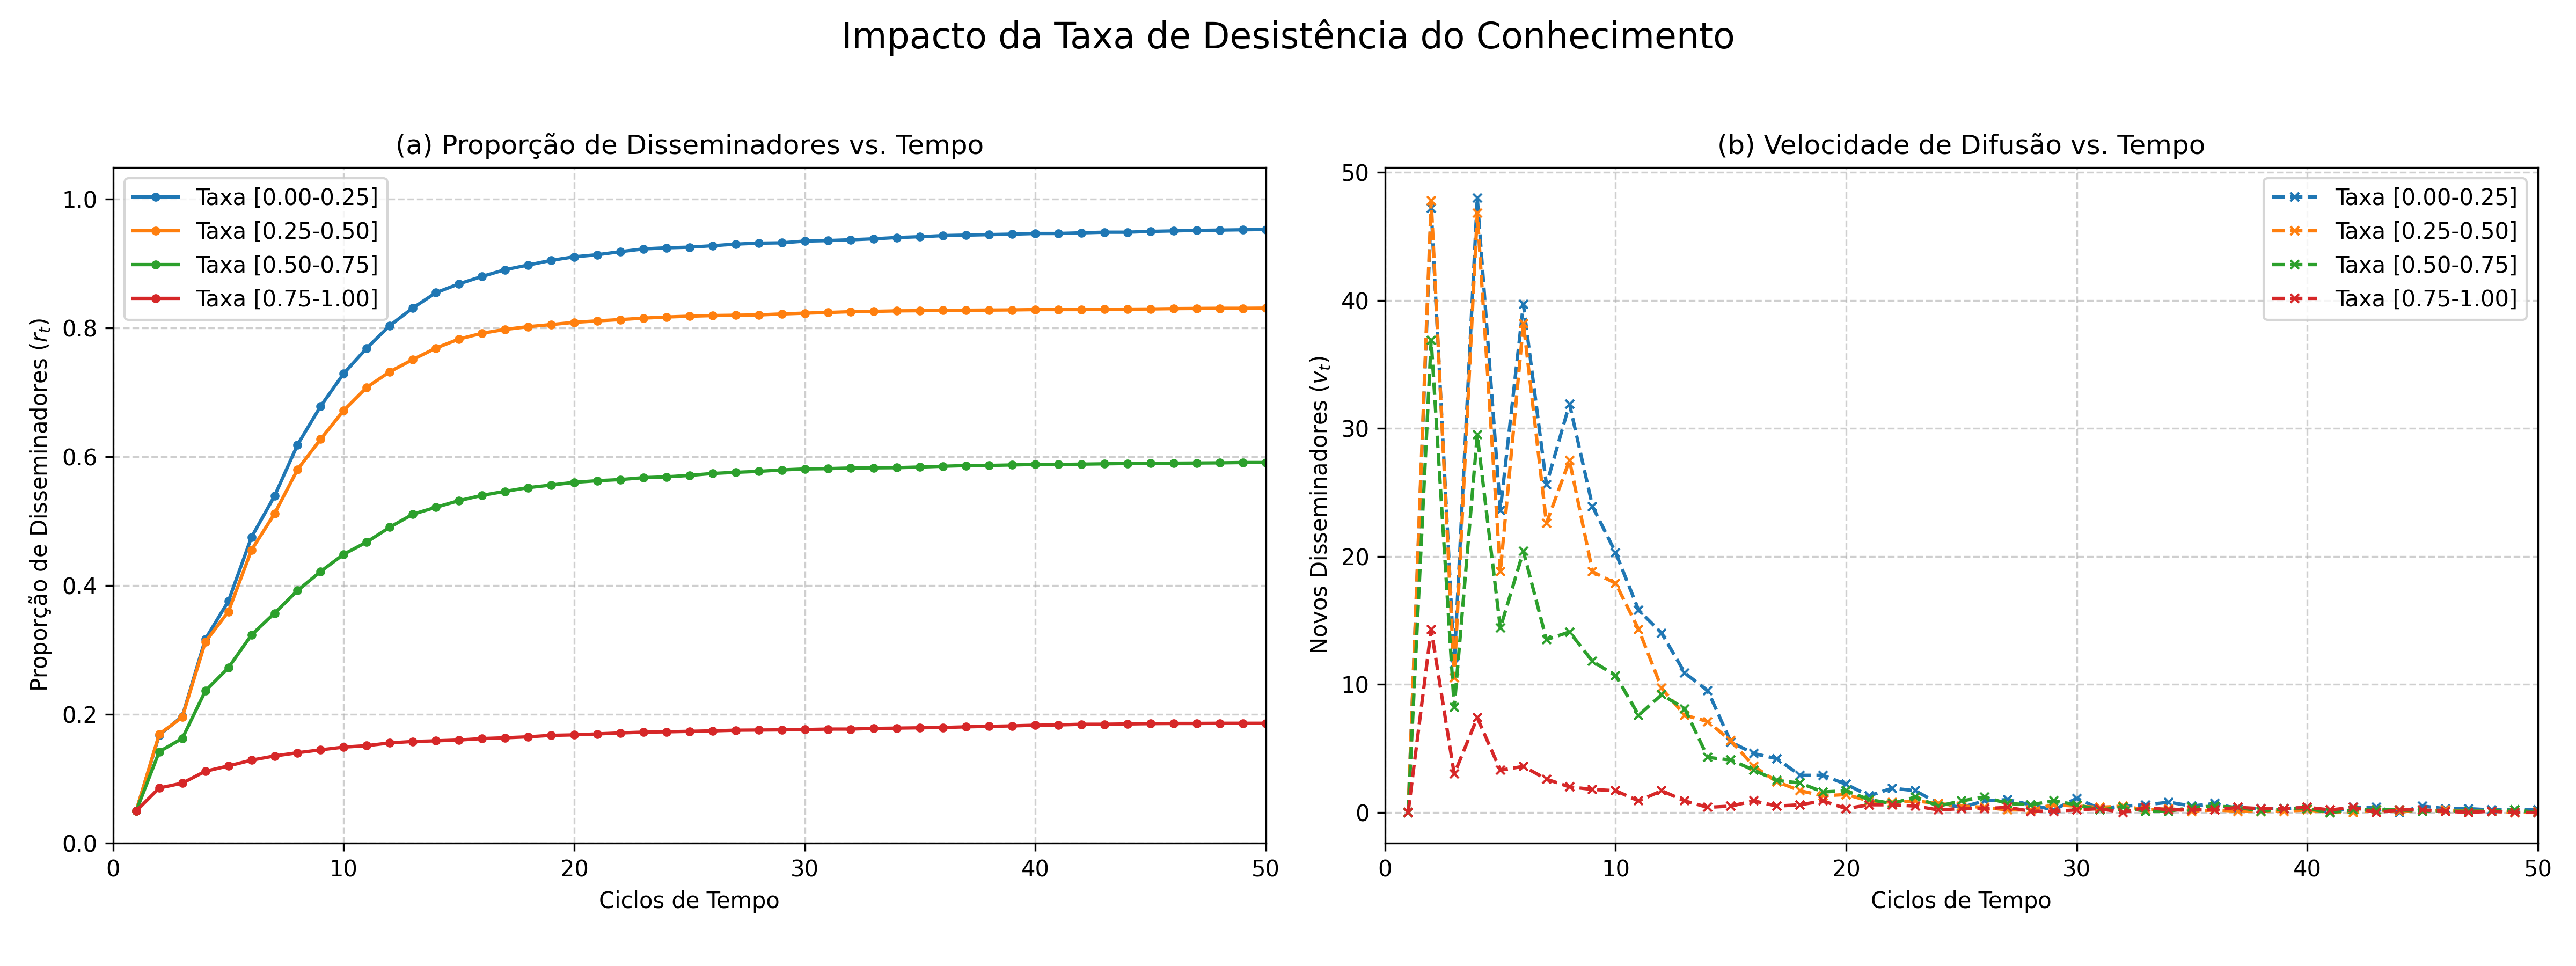 Impacto da Taxa de Desistência do Conhecimento
(a) Proporção de Disseminadores vs. Tempo
Proporção de Disseminadores (rₜ)
1.0
0.8
0.6
0.4
0.2
0.0
Taxa [0.00-0.25]
Taxa [0.25-0.50]
Taxa [0.50-0.75]
Taxa [0.75-1.00]
0 10 20 30 40 50
Ciclos de Tempo
(b) Velocidade de Difusão vs. Tempo
Novos Disseminadores (vₜ)
50
40
30
20
10
0
Taxa [0.00-0.25]
Taxa [0.25-0.50]
Taxa [0.50-0.75]
Taxa [0.75-1.00]
0 10 20 30 40 50
Ciclos de Tempo